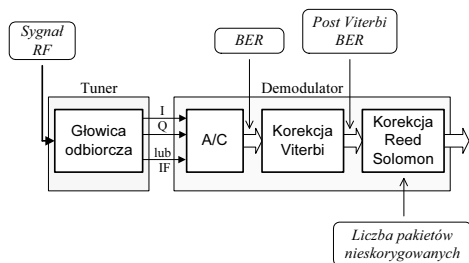 Sygnał
RF
BER
Post Viterbi
BER
Tuner
Demodulator
Głowica
odbiorcza
I
Q
lub
IF
A/C
Korekcja
Viterbi
Korekcja
Reed
Solomon
Liczba pakietów
nieskorygowanych